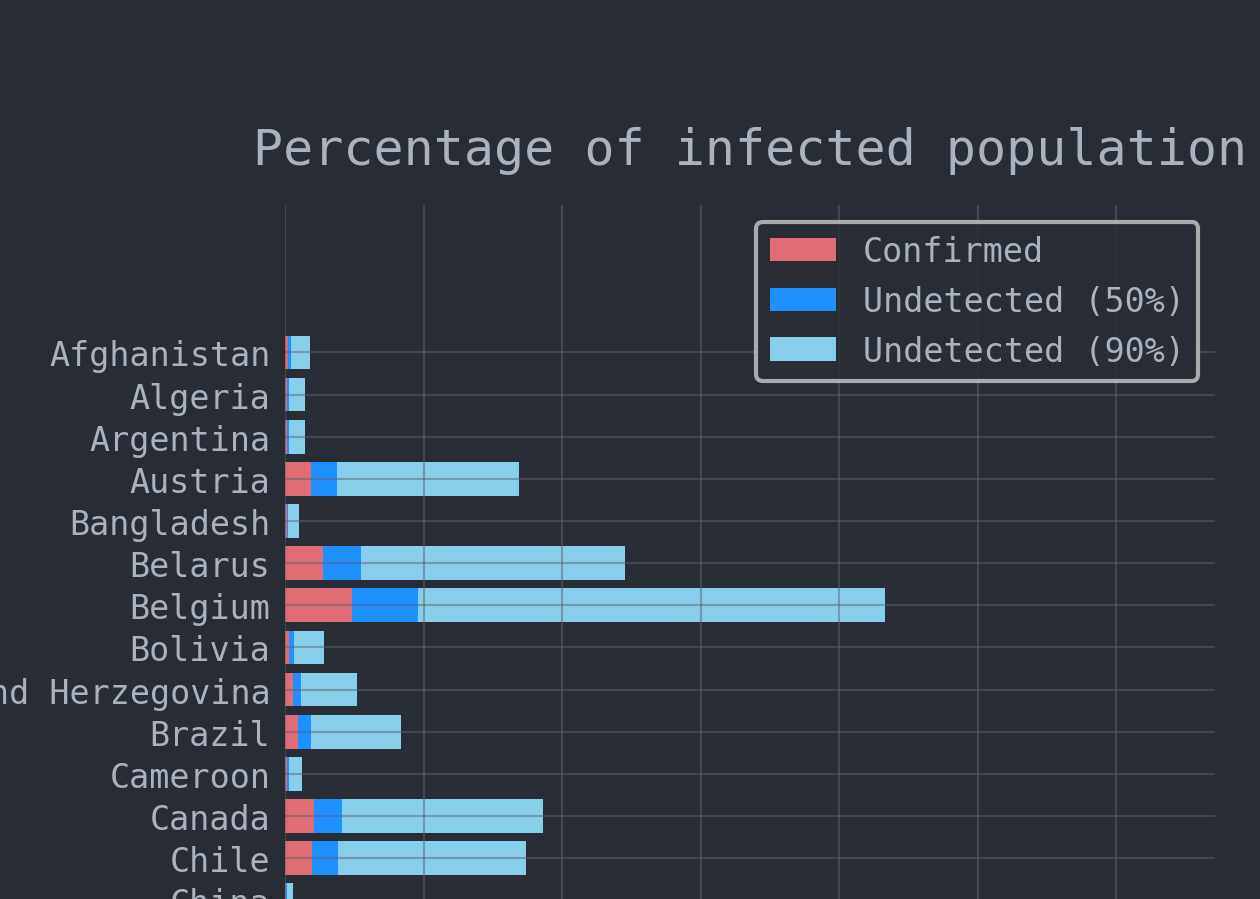 Percentage of infected population
Confirmed
Undetected (50%)
Undetected (90%)
Afghanistan
Algeria
Argentina
Austria
Bangladesh
Belarus
Belgium
Bolivia
nd Herzegovina
Brazil
Cameroon
Canada
Chile
China